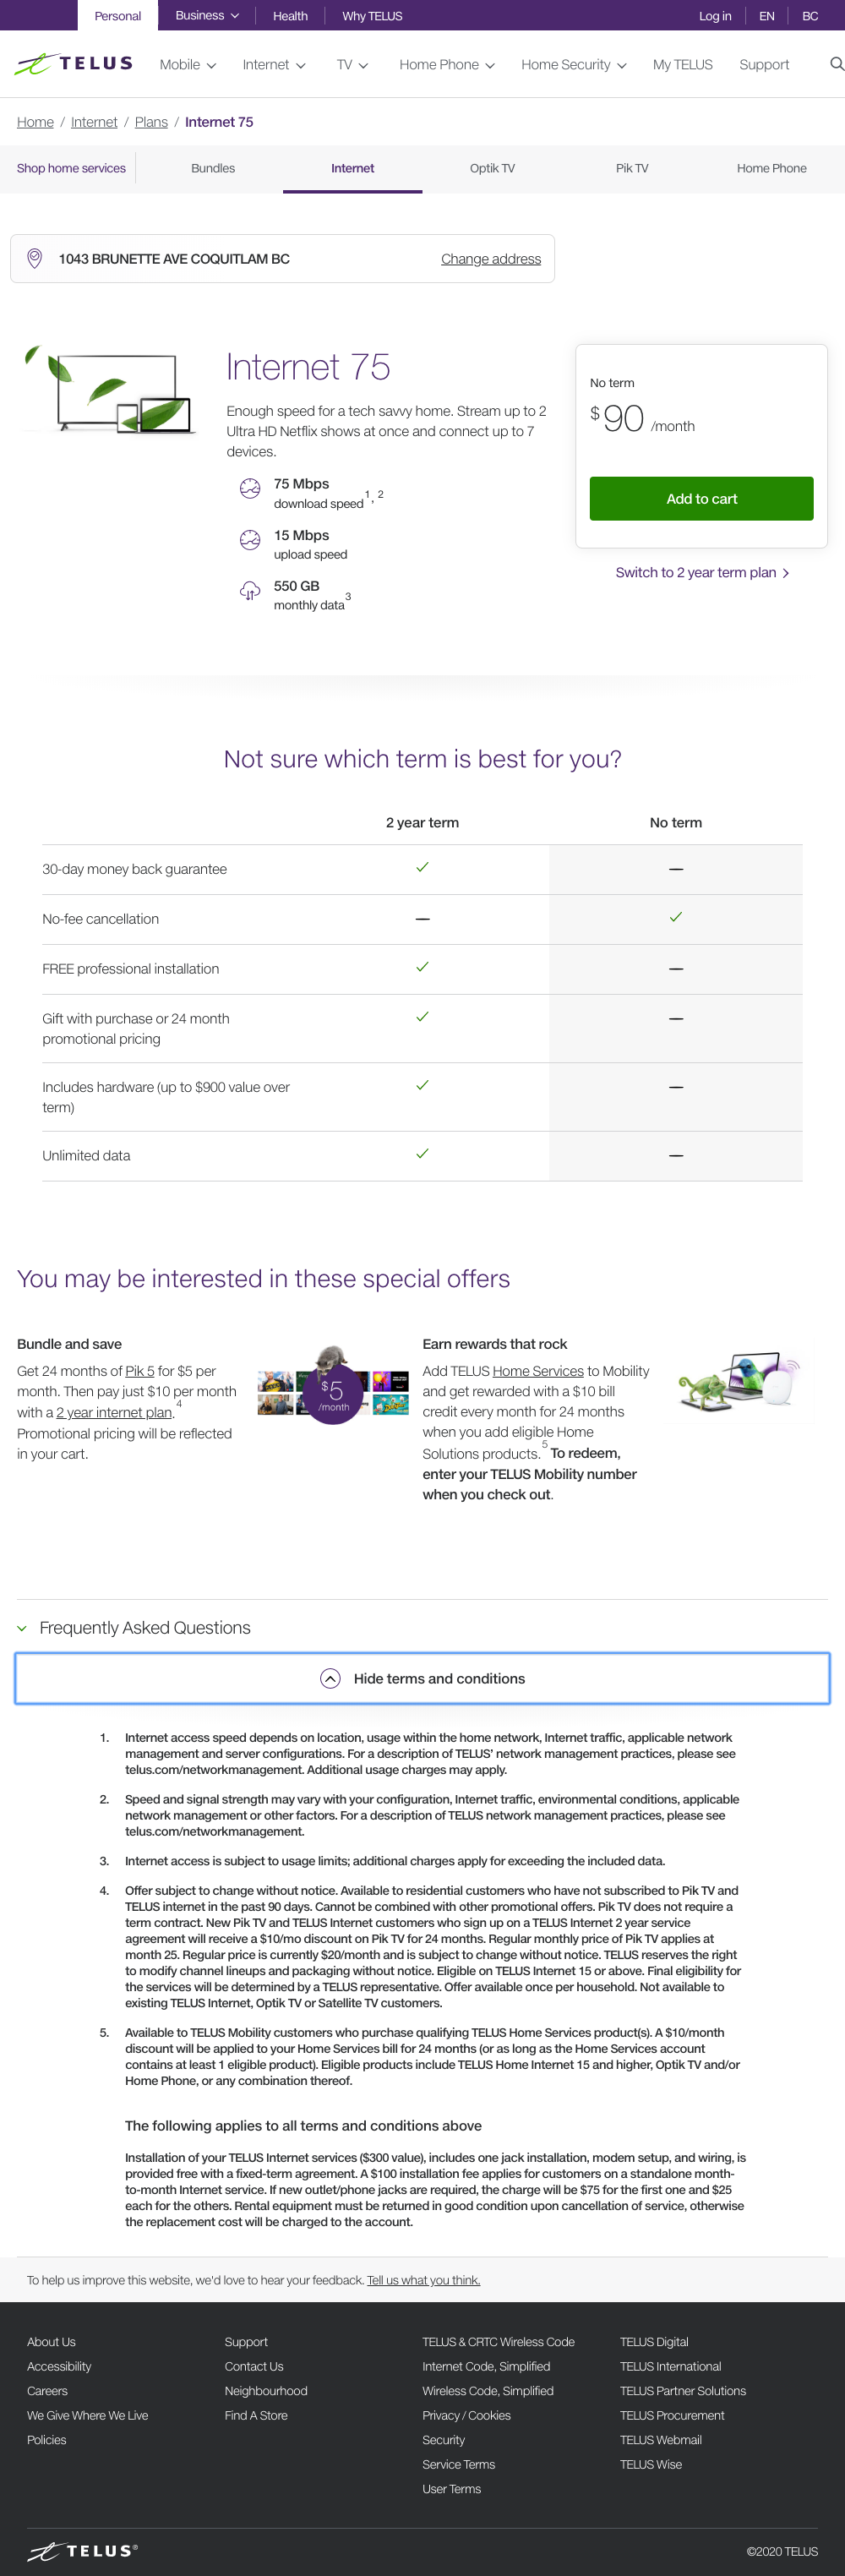 Personal
Business
Health
Why TELUS
Log in
EN
BC
TELUS
Mobile
Internet
TV
Home Phone
Home Security
My TELUS
Support
Home / Internet / Plans / Internet 75
Shop home services
Bundles
Internet
Optik TV
Pik TV
Home Phone
1043 BRUNETTE AVE COQUITLAM BC
Change address
Internet 75
Enough speed for a tech savvy home. Stream up to 2
Ultra HD Netflix shows at once and connect up to 7
devices.
75 Mbps
download speed1, 2
15 Mbps
upload speed
550 GB
monthly data3
No term
$90 /month
Add to cart
Switch to 2 year term plan
Not sure which term is best for you?
2 year term
No term
30-day money back guarantee
No-fee cancellation
FREE professional installation
Gift with purchase or 24 month
promotional pricing
Includes hardware (up to $900 value over
term)
Unlimited data
You may be interested in these special offers
Bundle and save
Get 24 months of Pik 5 for $5 per
month. Then pay just $10 per month
with a 2 year internet plan.4
Promotional pricing will be reflected
in your cart.
$5
/month
Earn rewards that rock
Add TELUS Home Services to Mobility
and get rewarded with a $10 bill
credit every month for 24 months
when you add eligible Home
Solutions products.5 To redeem,
enter your TELUS Mobility number
when you check out.
Frequently Asked Questions
Hide terms and conditions
1. Internet access speed depends on location, usage within the home network, Internet traffic, applicable network
management and server configurations. For a description of TELUS' network management practices, please see
telus.com/networkmanagement. Additional usage charges may apply.
2. Speed and signal strength may vary with your configuration, Internet traffic, environmental conditions, applicable
network management or other factors. For a description of TELUS network management practices, please see
telus.com/networkmanagement.
3. Internet access is subject to usage limits; additional charges apply for exceeding the included data.
4. Offer subject to change without notice. Available to residential customers who have not subscribed to Pik TV and
TELUS internet in the past 90 days. Cannot be combined with other promotional offers. Pik TV does not require a
term contract. New Pik TV and TELUS Internet customers who sign up on a TELUS Internet 2 year service
agreement will receive a $10/mo discount on Pik TV for 24 months. Regular monthly price of Pik TV applies at
month 25. Regular price is currently $20/month and is subject to change without notice. TELUS reserves the right
to modify channel lineups and packaging without notice. Eligible on TELUS Internet 15 or above. Final eligibility for
the services will be determined by a TELUS representative. Offer available once per household. Not available to
existing TELUS Internet, Optik TV or Satellite TV customers.
5. Available to TELUS Mobility customers who purchase qualifying TELUS Home Services product(s). A $10/month
discount will be applied to your Home Services bill for 24 months (or as long as the Home Services account
contains at least 1 eligible product). Eligible products include TELUS Home Internet 15 and higher, Optik TV and/or
Home Phone, or any combination thereof.
The following applies to all terms and conditions above
Installation of your TELUS Internet services ($300 value), includes one jack installation, modem setup, and wiring, is
provided free with a fixed-term agreement. A $100 installation fee applies for customers on a standalone month-
to-month Internet service. If new outlet/phone jacks are required, the charge will be $75 for the first one and $25
each for the others. Rental equipment must be returned in good condition upon cancellation of service, otherwise
the replacement cost will be charged to the account.
To help us improve this website, we'd love to hear your feedback. Tell us what you think.
About Us
Accessibility
Careers
We Give Where We Live
Policies
Support
Contact Us
Neighbourhood
Find A Store
TELUS & CRTC Wireless Code
Internet Code, Simplified
Wireless Code, Simplified
Privacy / Cookies
Security
Service Terms
User Terms
TELUS Digital
TELUS International
TELUS Partner Solutions
TELUS Procurement
TELUS Webmail
TELUS Wise
TELUS®
©2020 TELUS